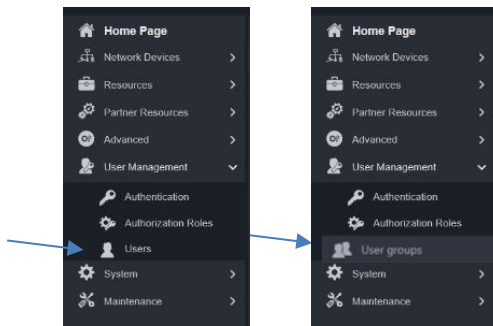 Home Page
Network Devices
Resources
Partner Resources
Advanced
User Management
Authentication
Authorization Roles
Users
System
Maintenance
Home Page
Network Devices
Resources
Partner Resources
Advanced
User Management
Authentication
Authorization Roles
User groups
System
Maintenance